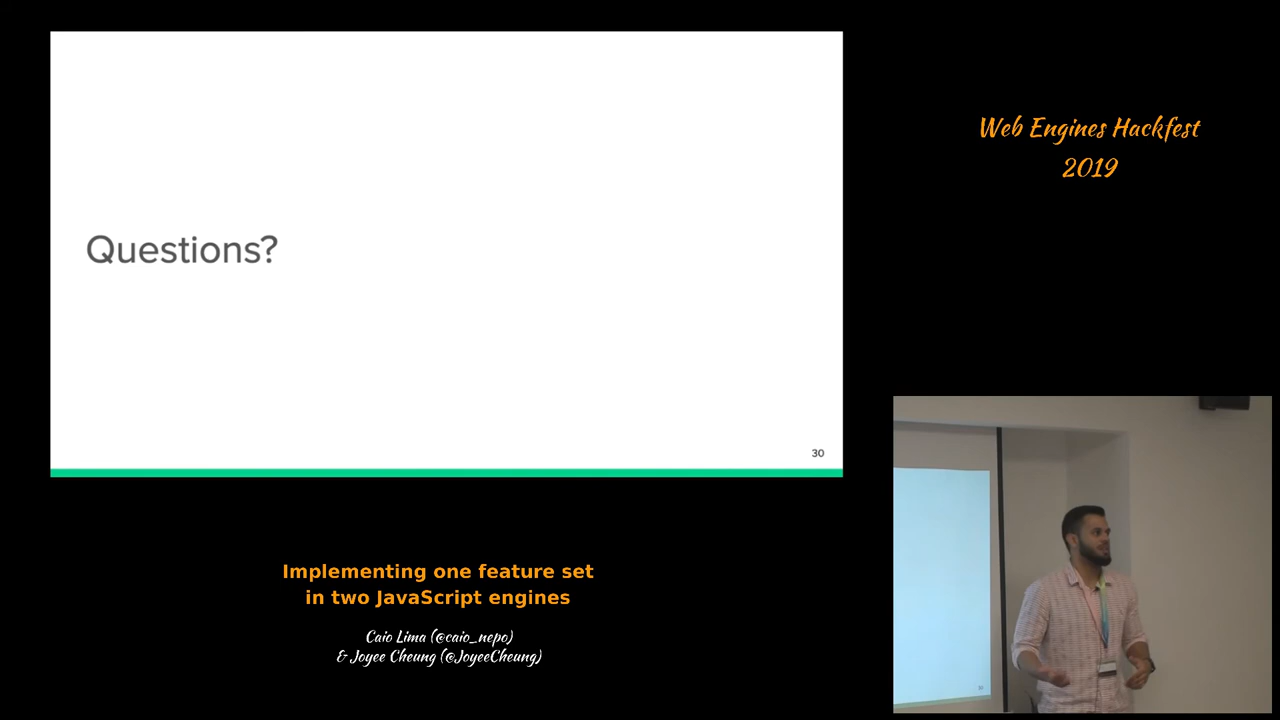 Questions?
30
Web Engines Hackfest
2019
Implementing one feature set
in two JavaScript engines
Caio Lima (@caio_nepo)
& Joyee Cheung (@JoyeeCheung)